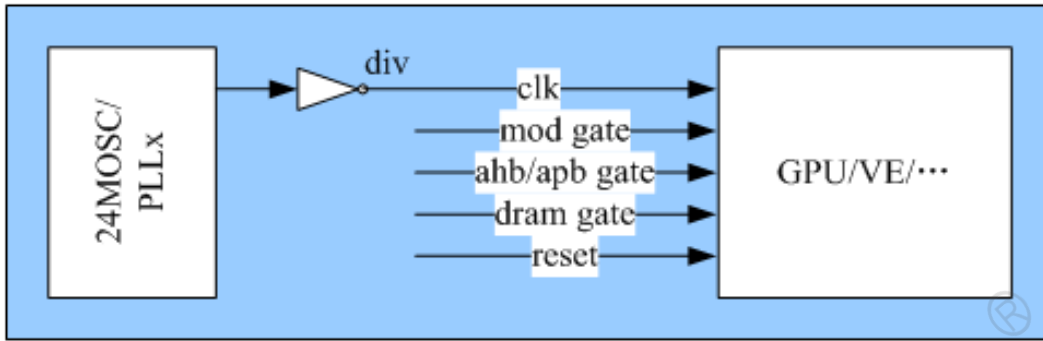 24MOSC/
PLLx
div
clk
mod gate
ahb/apb gate
dram gate
reset
GPU/VE/···
R